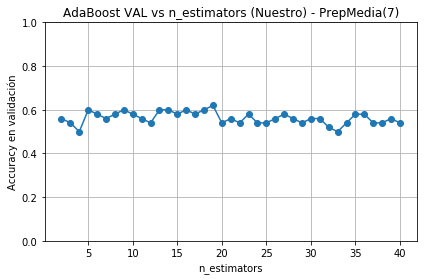 AdaBoost VAL vs n_estimators (Nuestro) - PrepMedia(7)
Accuracy en validación
1.0
0.8
0.6
0.4
0.2
0.0
5 10 15 20 25 30 35 40
n_estimators